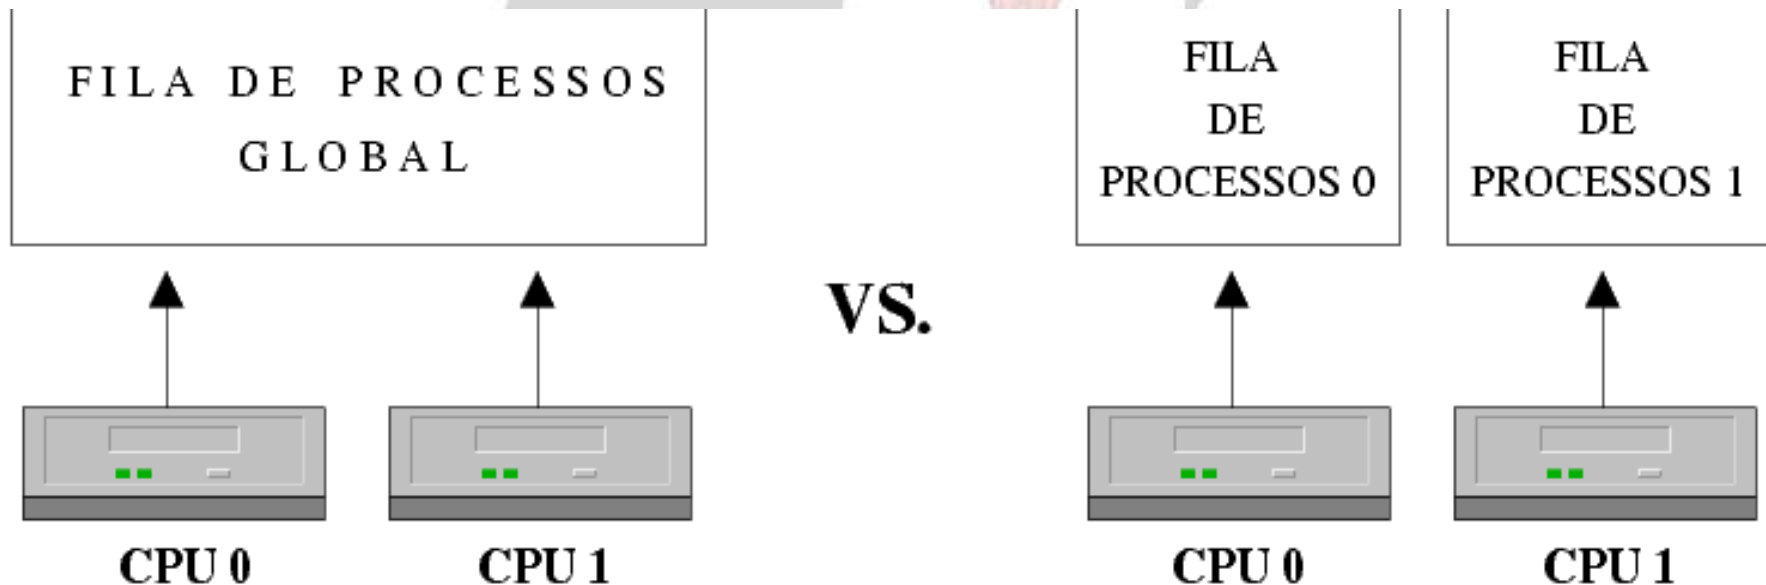 FILA DE PROCESSOS
GLOBAL
CPU 0
CPU 1
VS.
FILA
DE
PROCESSOS 0
FILA
DE
PROCESSOS 1
CPU 0
CPU 1